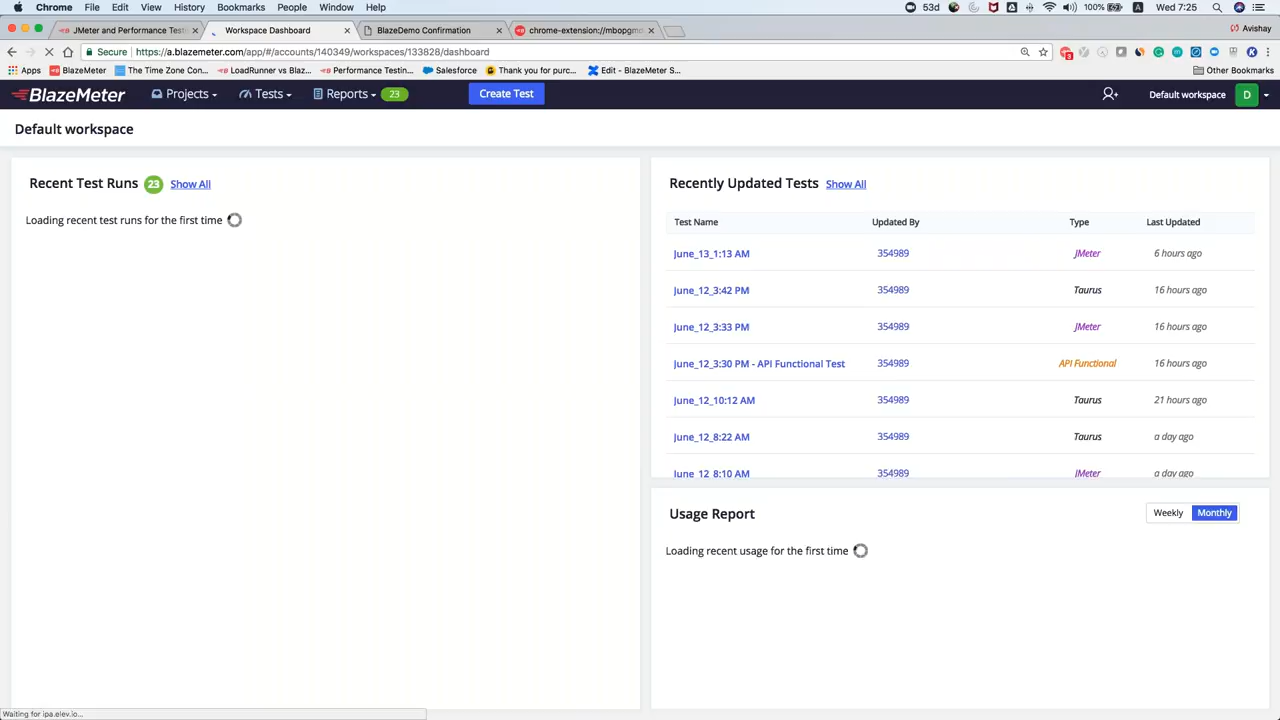 Chrome File Edit View History Bookmarks People Window Help 53d 100% Wed 7:25
JMeter and Performance Testi Workspace Dashboard BlazeDemo Confirmation chrome-extension://mbopgmd Avishay
Secure https://a.blazemeter.com/app/#/accounts/140349/workspaces/133828/dashboard
Apps BlazeMeter The Time Zone Con... LoadRunner vs Blaz... Performance Testin... Salesforce Thank you for purc... Edit - BlazeMeter S... Other Bookmarks
BlazeMeter Projects Tests Reports 23 Create Test Default workspace D
Default workspace
Recent Test Runs 23 Show All
Loading recent test runs for the first time
Recently Updated Tests Show All
Test Name Updated By Type Last Updated
June_13_1:13 AM 354989 JMeter 6 hours ago
June_12_3:42 PM 354989 Taurus 16 hours ago
June_12_3:33 PM 354989 JMeter 16 hours ago
June_12_3:30 PM - API Functional Test 354989 API Functional 16 hours ago
June_12_10:12 AM 354989 Taurus 21 hours ago
June_12_8:22 AM 354989 Taurus a day ago
June_12_8:10 AM 354989 JMeter a day ago
Usage Report Weekly Monthly
Loading recent usage for the first time
Waiting for ipa.elev.io...